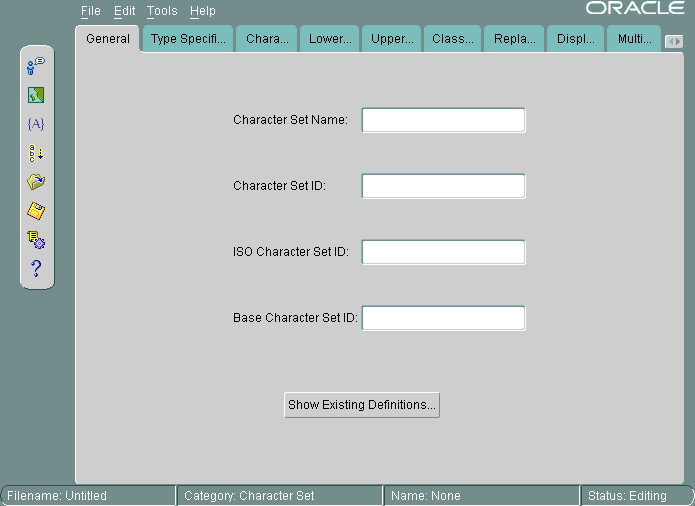 File Edit Tools Help
ORACLE
General Type Specifi... Chara... Lower... Upper... Class... Repla... Displ... Multi...
{A}
a
b
c
Character Set Name:
Character Set ID:
ISO Character Set ID:
?
Base Character Set ID:
Show Existing Definitions...
Filename: Untitled Category: Character Set Name: None Status: Editing